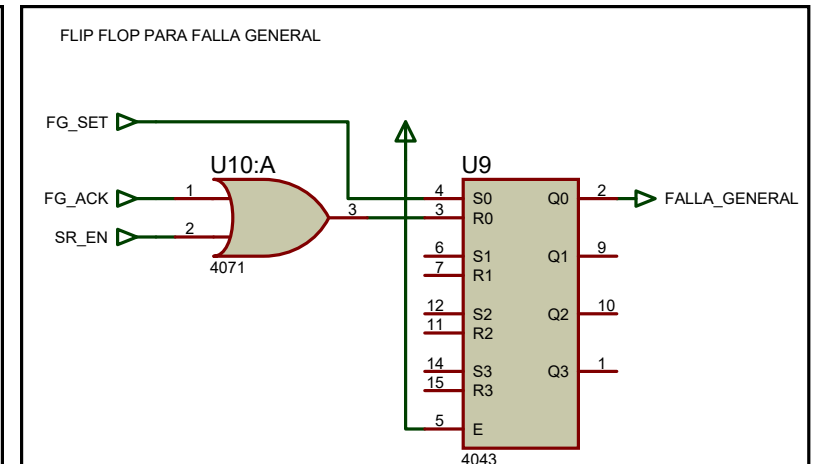 FLIP FLOP PARA FALLA GENERAL
FG_SET
U10:A
U9
FG_ACK
1
4
S0
Q0
2
FALLA_GENERAL
3
3
R0
SR_EN
2
6
S1
Q1
9
4071
7
R1
12
S2
Q2
10
11
R2
14
S3
Q3
1
15
R3
5
E
4043